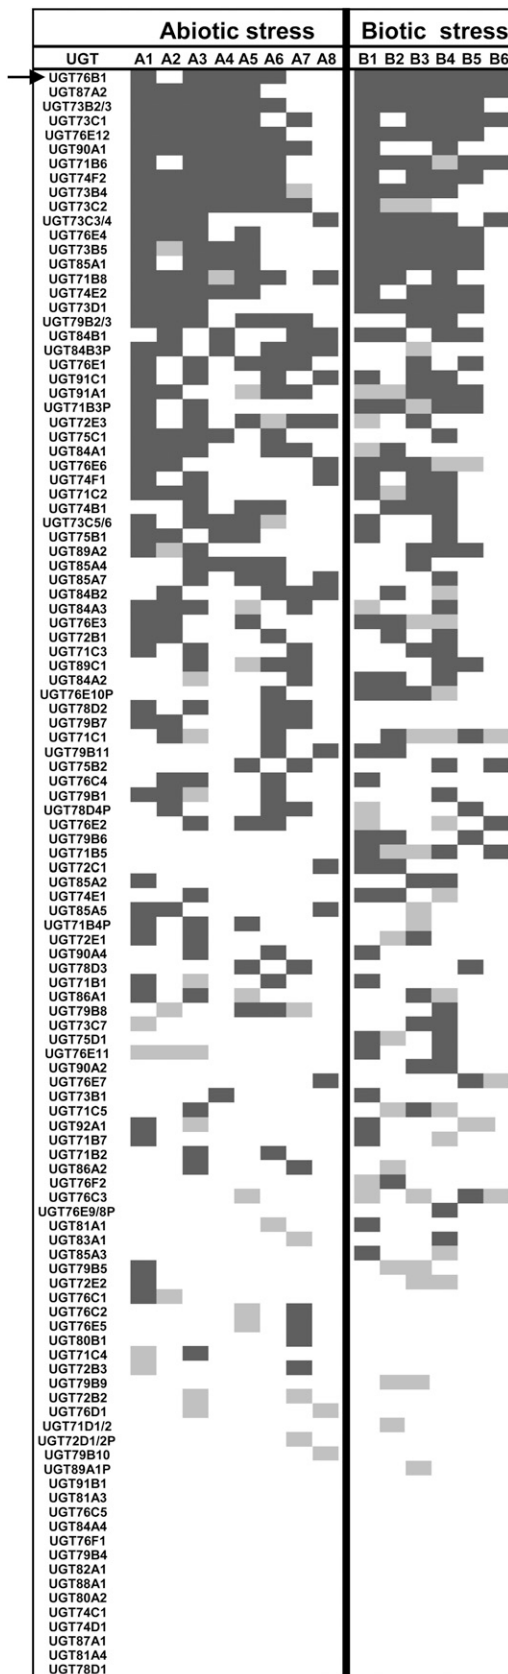 Abiotic stress Biotic stress
UGT A1 A2 A3 A4 A5 A6 A7 A8 B1 B2 B3 B4 B5 B6
UGT76B1
UGT87A2
UGT73B2/3
UGT73C1
UGT76E12
UGT90A1
UGT71B6
UGT74F2
UGT73B4
UGT73C2
UGT73C3/4
UGT76E4
UGT73B5
UGT85A1
UGT71B8
UGT74E2
UGT73D1
UGT79B2/3
UGT84B1
UGT84B3P
UGT76E1
UGT91C1
UGT91A1
UGT71B3P
UGT72E3
UGT75C1
UGT84A1
UGT76E6
UGT74F1
UGT71C2
UGT74B1
UGT73C5/6
UGT75B1
UGT89A2
UGT85A4
UGT85A7
UGT84B2
UGT84A3
UGT76E3
UGT72B1
UGT71C3
UGT89C1
UGT84A2
UGT76E10P
UGT78D2
UGT79B7
UGT71C1
UGT79B11
UGT75B2
UGT76C4
UGT79B1
UGT78D4P
UGT76E2
UGT79B6
UGT71B5
UGT72C1
UGT85A2
UGT74E1
UGT85A5
UGT71B4P
UGT72E1
UGT90A4
UGT78D3
UGT71B1
UGT86A1
UGT79B8
UGT73C7
UGT75D1
UGT76E11
UGT90A2
UGT76E7
UGT73B1
UGT71C5
UGT92A1
UGT71B7
UGT71B2
UGT86A2
UGT76F2
UGT76C3
UGT76E9/8P
UGT81A1
UGT83A1
UGT85A3
UGT79B5
UGT72E2
UGT76C1
UGT76C2
UGT76E5
UGT80B1
UGT71C4
UGT72B3
UGT79B9
UGT72B2
UGT76D1
UGT71D1/2
UGT72D1/2P
UGT79B10
UGT89A1P
UGT91B1
UGT81A3
UGT76C5
UGT84A4
UGT76F1
UGT79B4
UGT82A1
UGT88A1
UGT80A2
UGT74C1
UGT74D1
UGT87A1
UGT81A4
UGT78D1